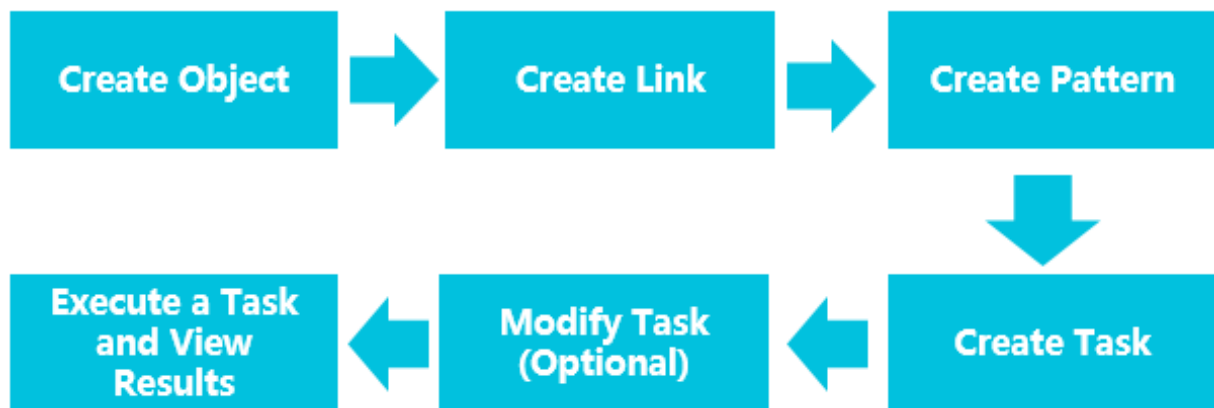 Create Object
Create Link
Create Pattern
Create Task
Modify Task
(Optional)
Execute a Task
and View
Results